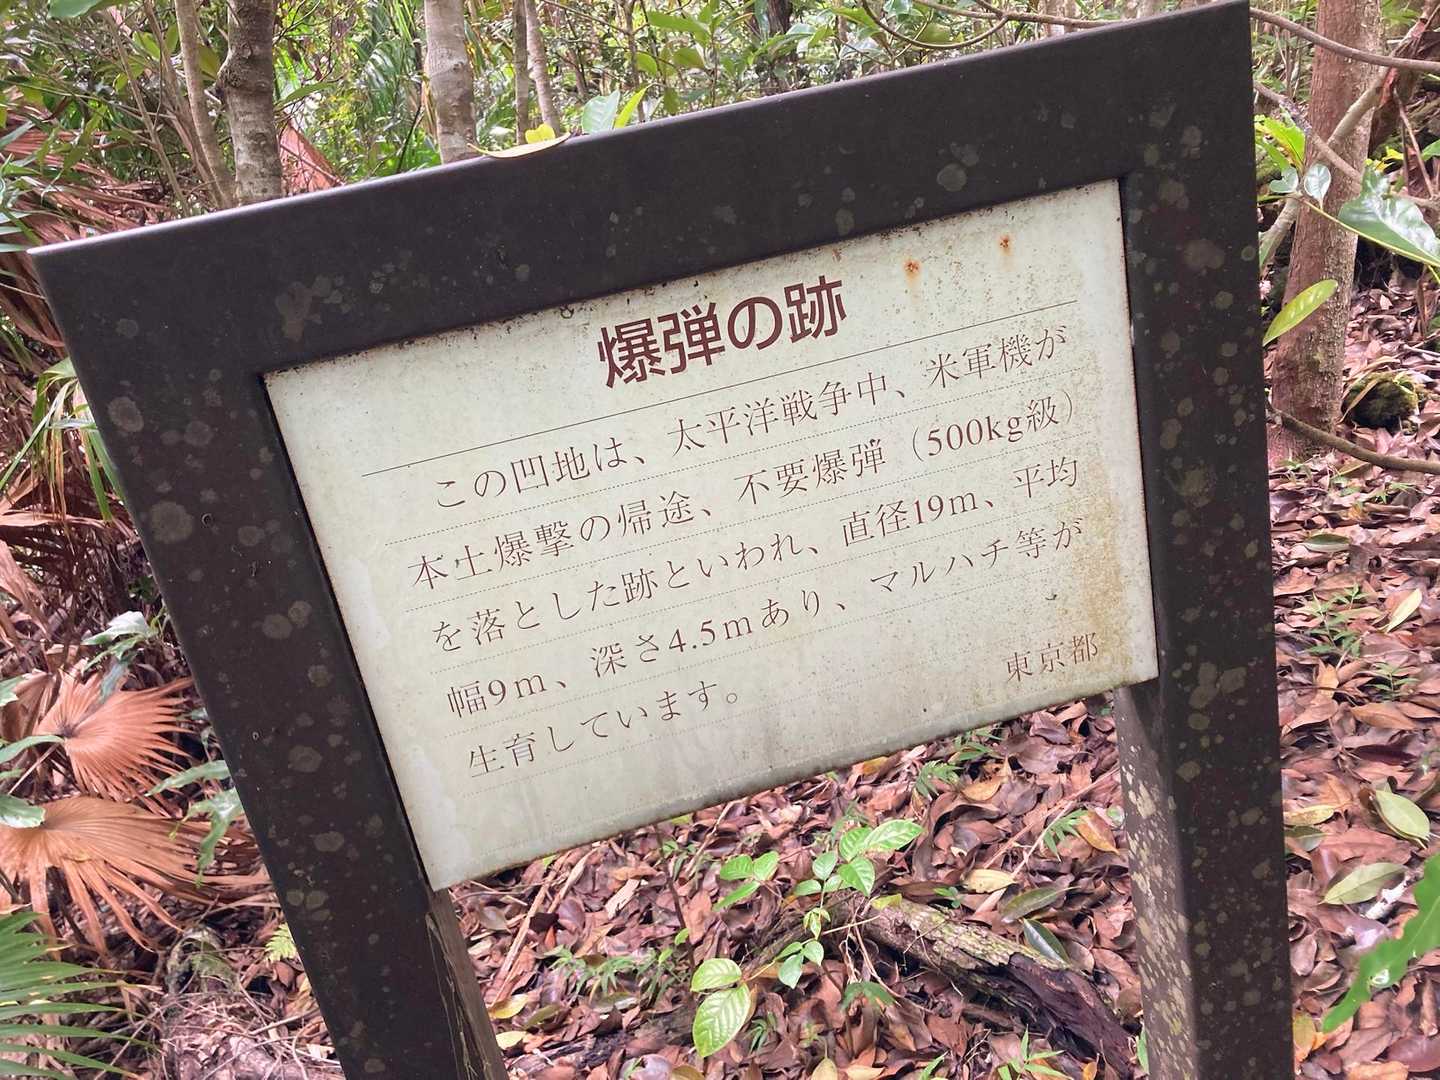 爆弾の跡
この凹地は、太平洋戦争中、米軍機が
本土爆撃の帰途、不要爆弾（500kg級）
を落とした跡といわれ、直径19m、平均
幅9m、深さ4.5mあり、マルハチ等が
生育しています。
東京都